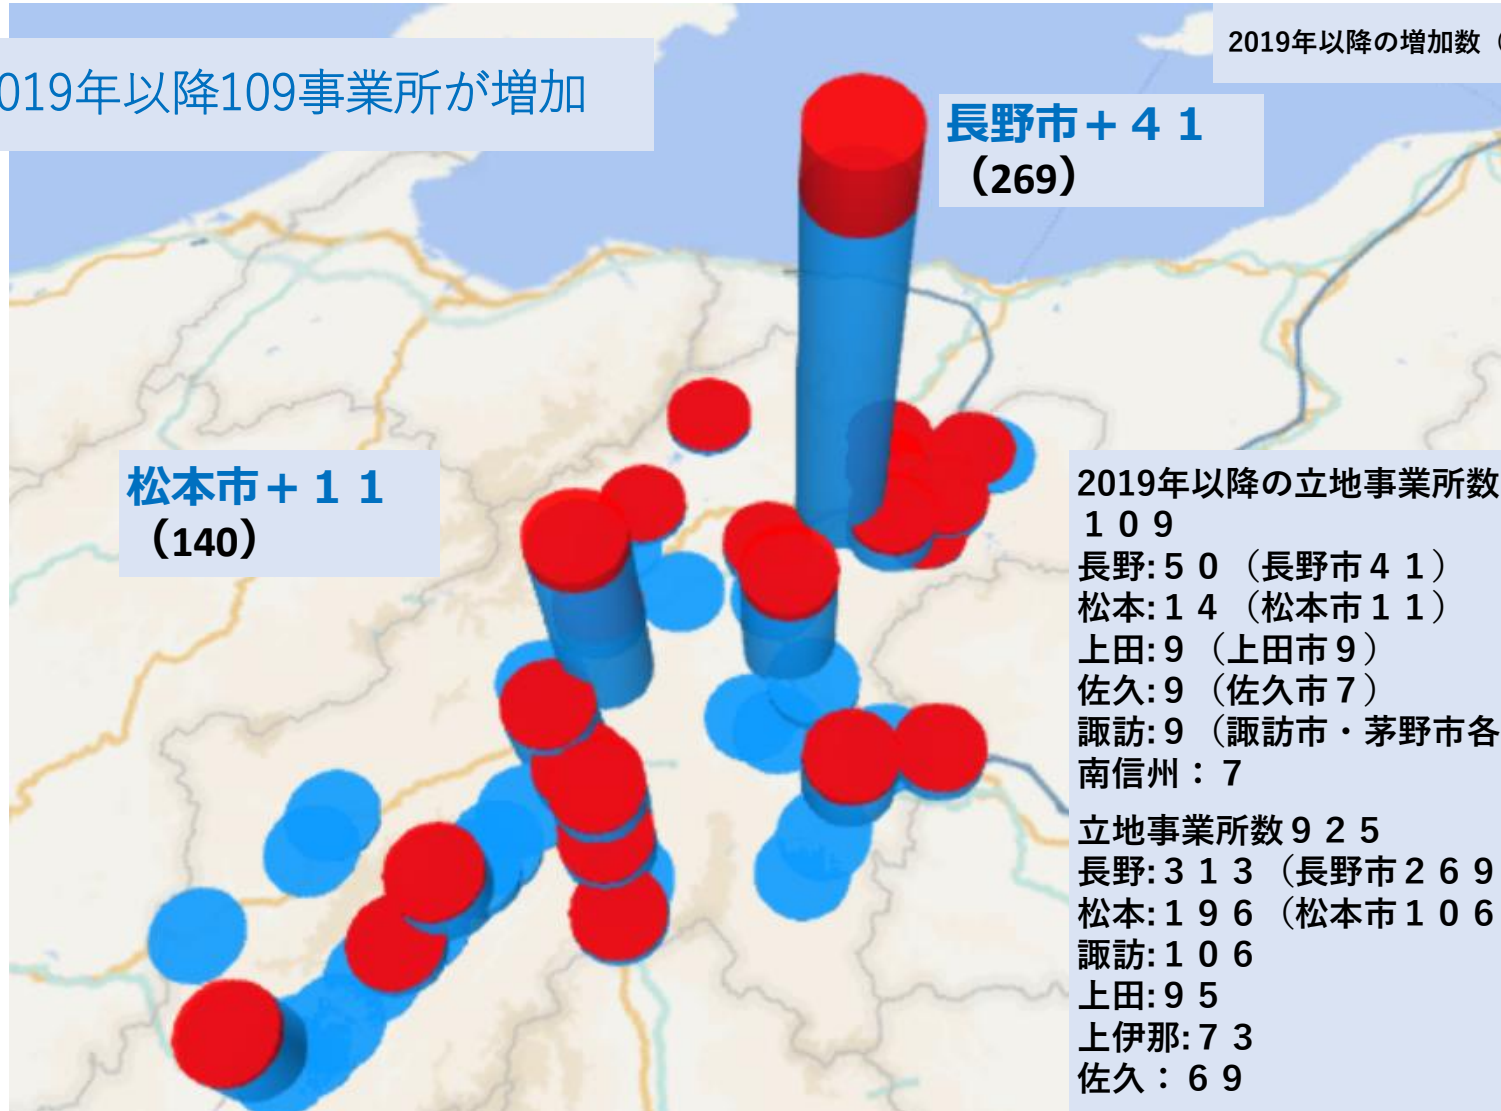 019年以降109事業所が増加
2019年以降の増加数（
長野市＋４１
（269）
松本市＋１１
（140）
2019年以降の立地事業所数
１０９
長野:５０（長野市４１）
松本:１４（松本市１１）
上田:９（上田市９）
佐久:９（佐久市７）
諏訪:９（諏訪市・茅野市各
南信州：７
立地事業所数９２５
長野:３１３（長野市２６９
松本:１９６（松本市１０６
諏訪:１０６
上田:９５
上伊那:７３
佐久：６９